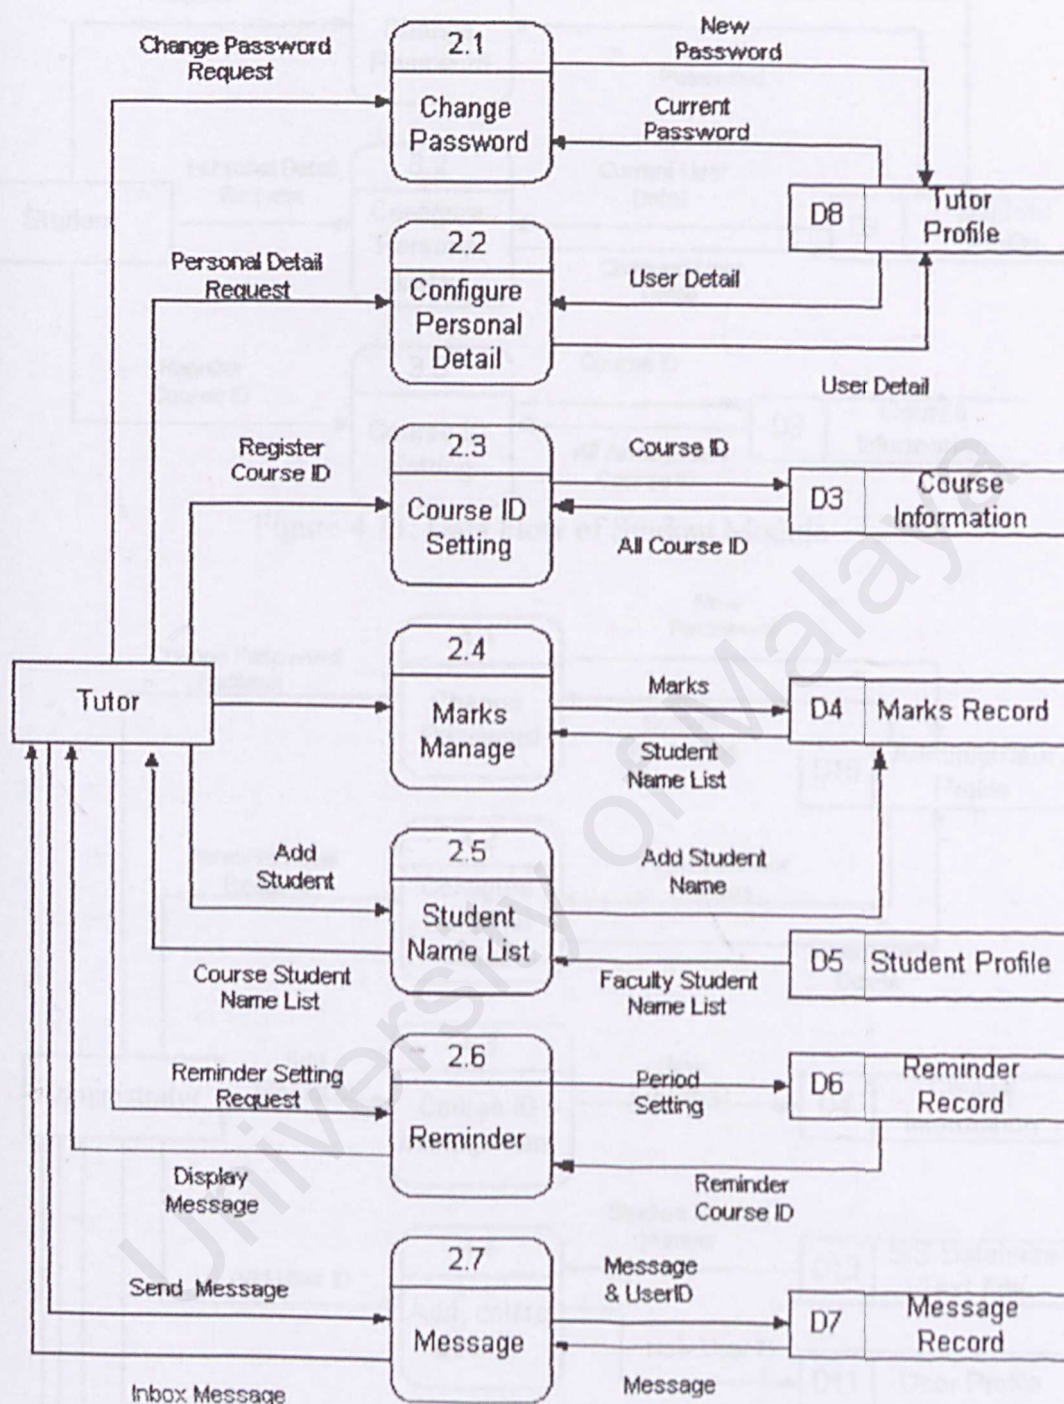 Change Password
Request
2.1
Change
Password
New
Password
Current
Password
D8
Tutor
Profile
Personal Detail
Request
2.2
Configure
Personal
Detail
User Detail
User Detail
Register
Course ID
2.3
Course ID
Setting
Course ID
All Course ID
D3
Course
Information
Tutor
2.4
Marks
Manage
Marks
Student
Name List
D4
Marks Record
Add
Student
2.5
Student
Name List
Add Student
Name
Course Student
Name List
Faculty Student
Name List
D5
Student Profile
Reminder Setting
Request
2.6
Reminder
Period
Setting
D6
Reminder
Record
Display
Message
Reminder
Course ID
Send Message
2.7
Message
Message
& UserID
D7
Message
Record
Inbox Message
Message
University of Malaya